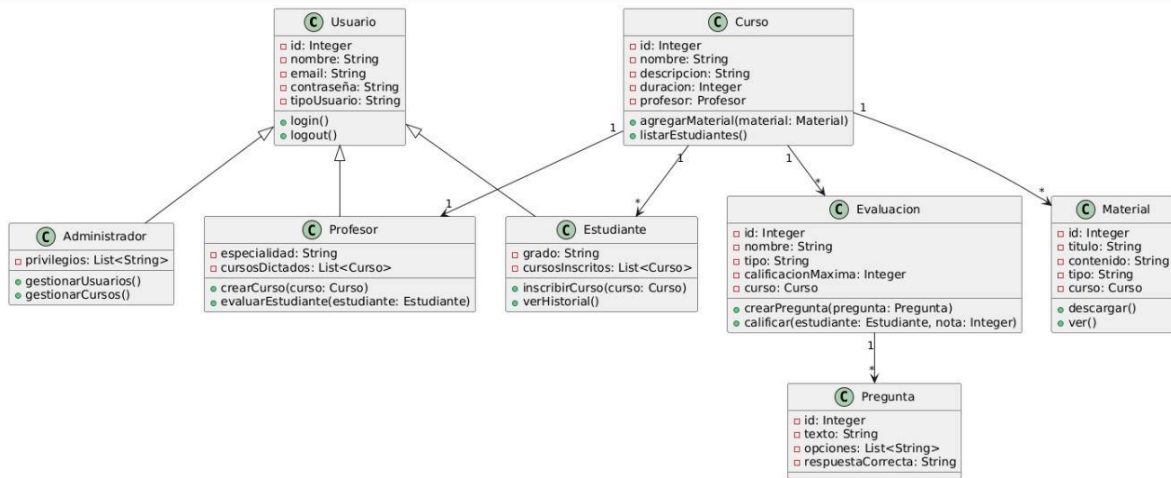 C Usuario
id: Integer
nombre: String
email: String
contraseña: String
tipoUsuario: String
login()
logout()
C Curso
id: Integer
nombre: String
descripcion: String
duracion: Integer
profesor: Profesor
agregarMaterial(material: Material)
listarEstudiantes()
1
1
1
1
1
*
*
*
C Administrador
privilegios: List<String>
gestionarUsuarios()
gestionarCursos()
C Profesor
especialidad: String
cursosDictados: List<Curso>
crearCurso(curso: Curso)
evaluarEstudiante(estudiante: Estudiante)
C Estudiante
grado: String
cursosInscritos: List<Curso>
inscribirCurso(curso: Curso)
verHistorial()
C Evaluacion
id: Integer
nombre: String
tipo: String
calificacionMaxima: Integer
curso: Curso
crearPregunta(pregunta: Pregunta)
calificar(estudiante: Estudiante, nota: Integer)
C Material
id: Integer
titulo: String
contenido: String
tipo: String
curso: Curso
descargar()
ver()
1
*
C Pregunta
id: Integer
texto: String
opciones: List<String>
respuestaCorrecta: String